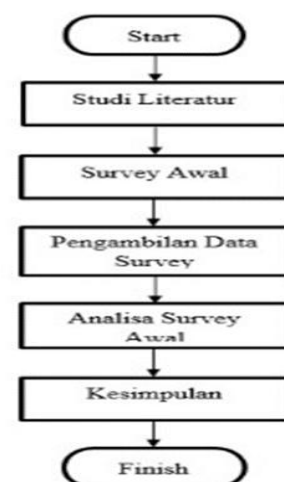 Start
Studi Literatur
Survey Awal
Pengambilan Data
Survey
Analisa Survey
Awal
Kesimpulan
Finish